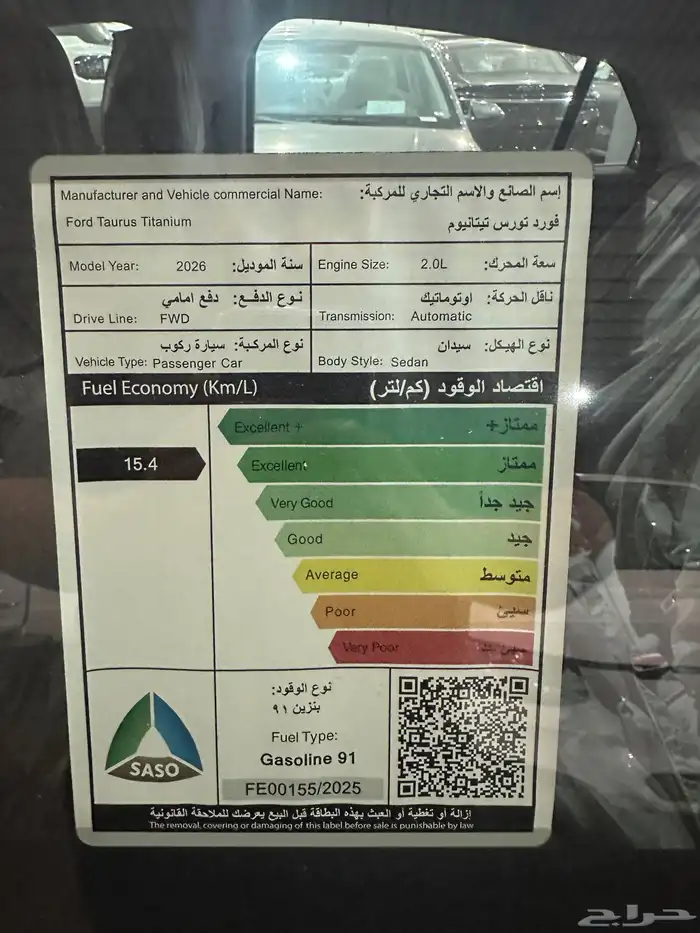 Manufacturer and Vehicle commercial Name: إسم الصانع والاسم التجاري للمركبة:
Ford Taurus Titanium فورد تورس تيتانيوم
Model Year: 2026 سنة الموديل:
Engine Size: 2.0L سعة المحرك:
نوع الدفع: دفع امامي
Drive Line: FWD
ناقل الحركة: اوتوماتيك
Transmission: Automatic
نوع المركبة: سيارة ركوب
Vehicle Type: Passenger Car
نوع الهيكل: سيدان
Body Style: Sedan
Fuel Economy (Km/L) اقتصاد الوقود (كم/لتر)
Excellent + ممتاز+
15.4
Excellent ممتاز
Very Good جيد جداً
Good جيد
Average متوسط
Poor سيئ
Very Poor سيئ
SASO
نوع الوقود:
بنزين ٩١
Fuel Type:
Gasoline 91
FE00155/2025
إزالة أو تغطية أو العبث بهذه البطاقة قبل البيع يعرضك للملاحقة القانونية
The removal, covering or damaging of this label before sale is punishable by law
حراج